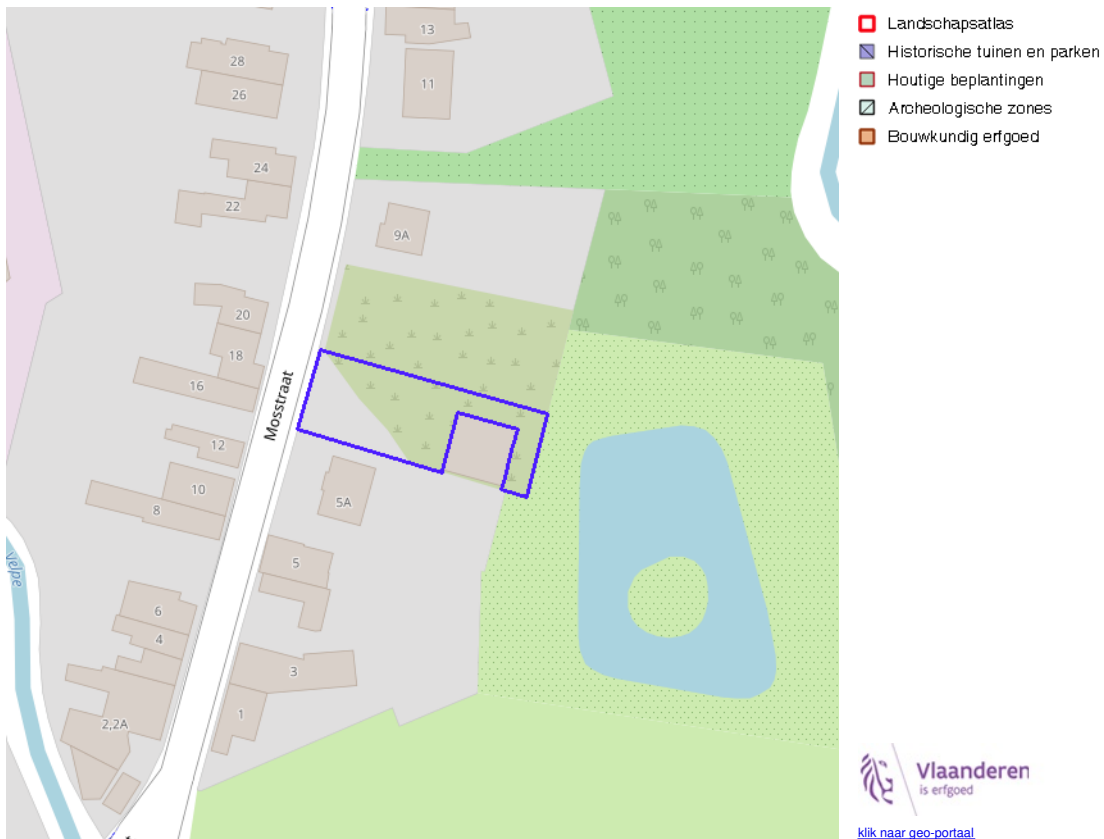 13
28
11
26
24
22
9A
20
18
16
Mosstraat
12
10
8
5A
5
velpe
6
4
3
2,2A
1
Landschapsatlas
Historische tuinen en parken
Houtige beplantingen
Archeologische zones
Bouwkundig erfgoed
Vlaanderen
is erfgoed
klik naar geo-portaal